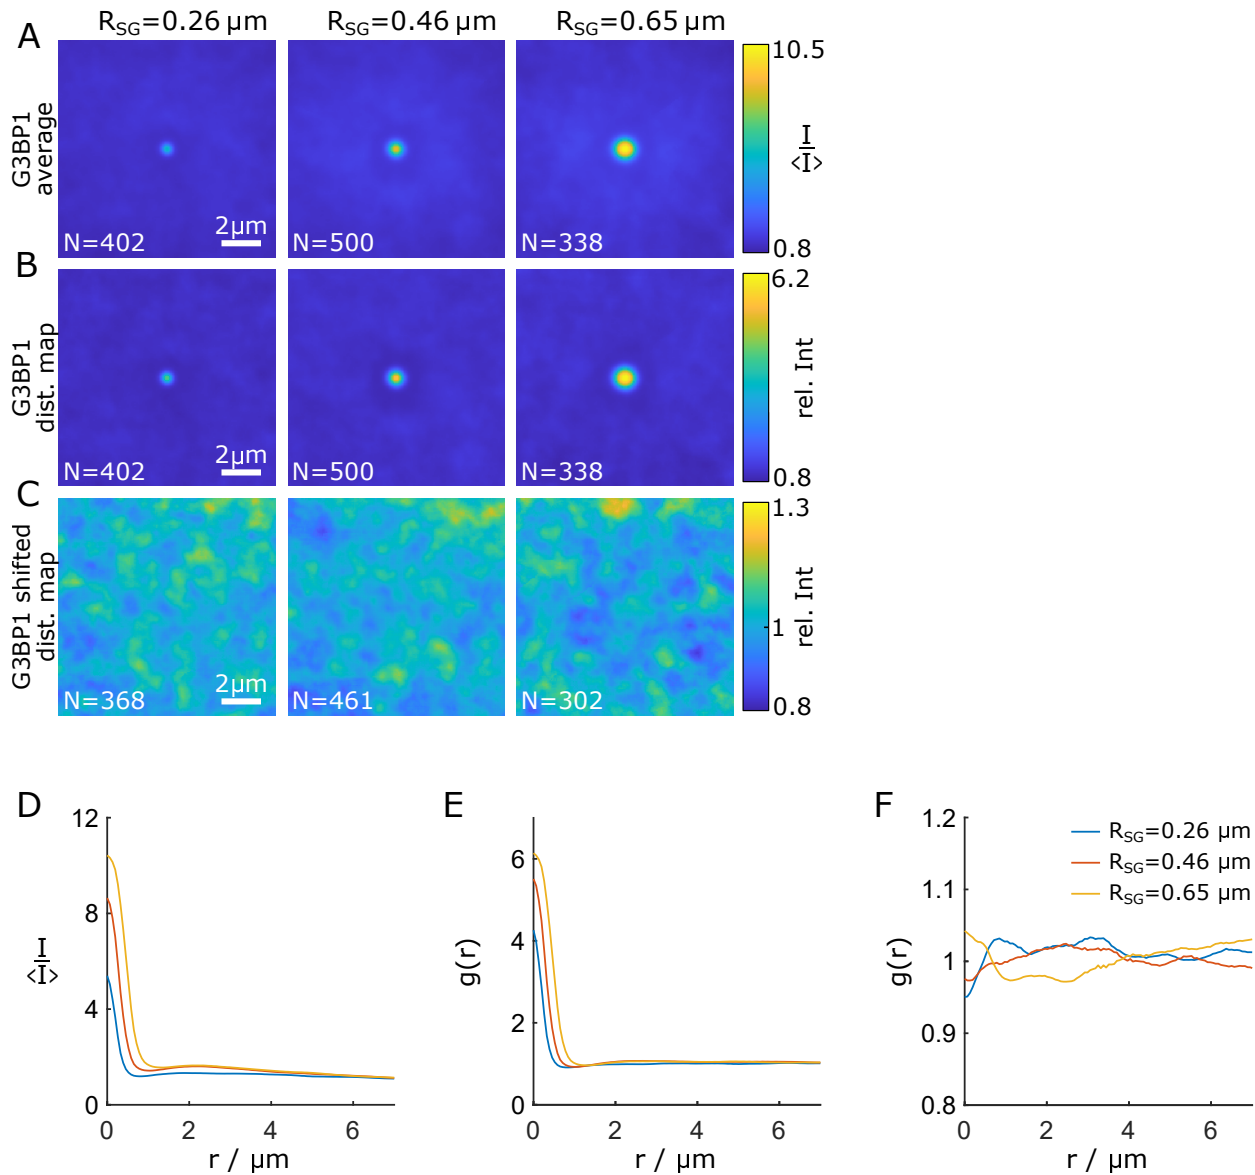 R_SG=0.26 µm R_SG=0.46 µm R_SG=0.65 µm
A
G3BP1
average
N=402
2µm
N=500
N=338
10.5
I
<I>
0.8
B
G3BP1
dist. map
N=402
2µm
N=500
N=338
6.2
rel. Int
0.8
C
G3BP1 shifted
dist. map
N=368
2µm
N=461
N=302
1.3
1
rel. Int
0.8
D
12
8
4
0
I
<I>
0 2 4 6
r / µm
E
6
4
2
0
g(r)
0 2 4 6
r / µm
F
1.2
1.1
1
0.9
0.8
g(r)
R_SG=0.26 µm
R_SG=0.46 µm
R_SG=0.65 µm
0 2 4 6
r / µm